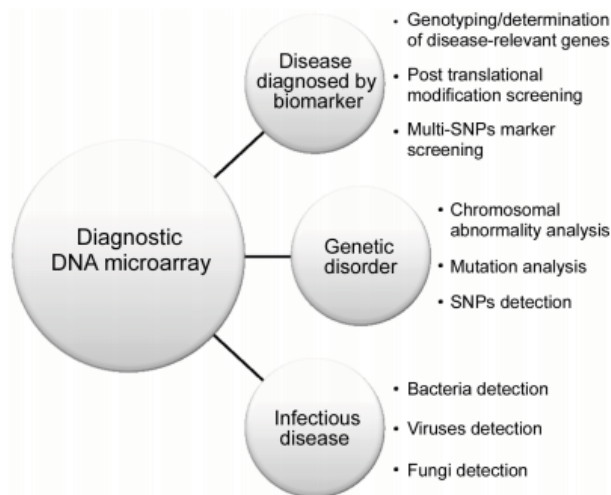 Diagnostic
DNA microarray
Disease
diagnosed by
biomarker
• Genotyping/determination
of disease-relevant genes
• Post translational
modification screening
• Multi-SNPs marker
screening
Genetic
disorder
• Chromosomal
abnormality analysis
• Mutation analysis
• SNPs detection
Infectious
disease
• Bacteria detection
• Viruses detection
• Fungi detection